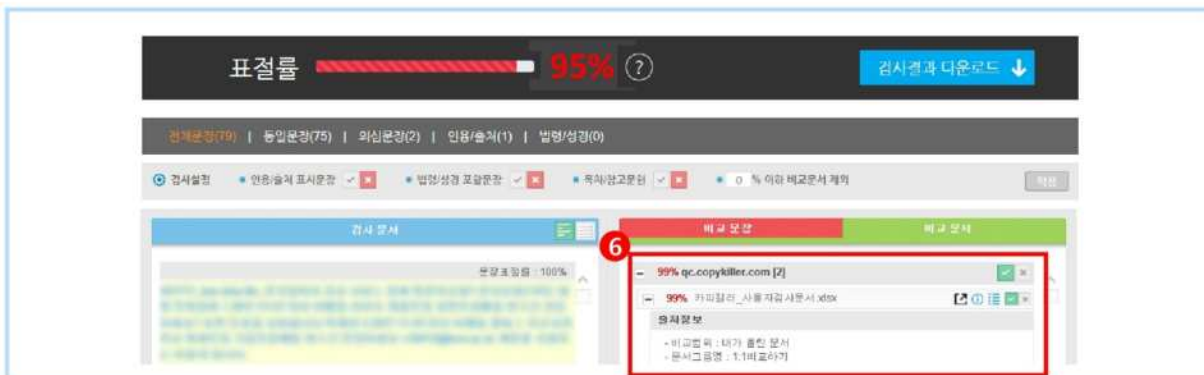 표절률 95% ?
검사결과 다운로드
전체문장(79) | 동일문장(75) | 의심문장(2) | 인용/출처(1) | 법령/성경(0)
검사설정 인용/출처 표시문장 법령/성경 포함문장 목차/참고문헌 0 % 이하 비교문서 제외 적용
검사 문서
비교 문장 비교 문서
6
문장표절률 : 100%
99% qc.copykiller.com [2]
99% 카피킬러_사용자검사문서.xlsx
출처정보
- 비교범위 : 내가 올린 문서
- 문서그룹명 : 1:1비교하기